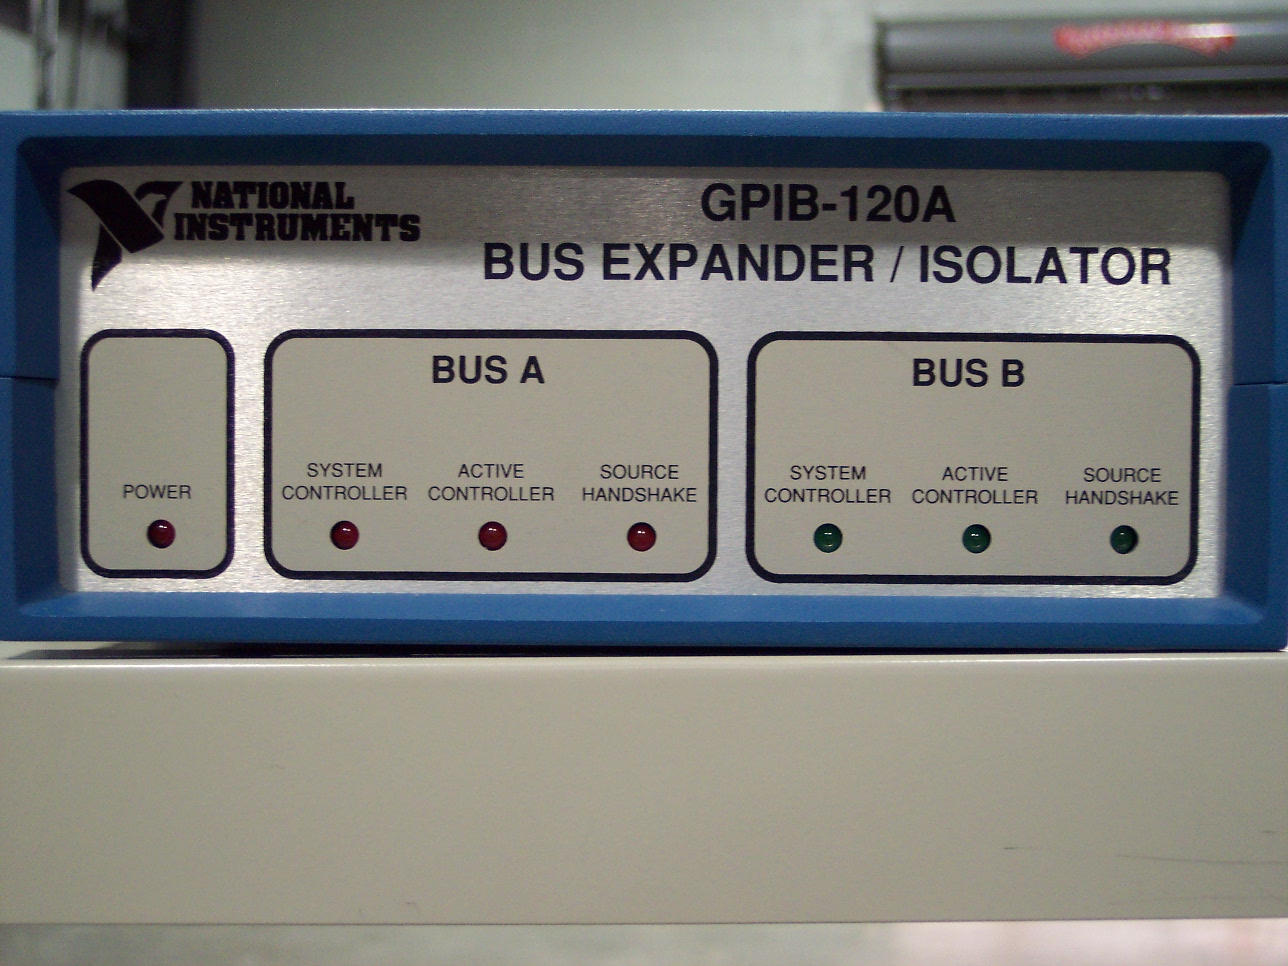 NATIONAL
INSTRUMENTS
GPIB-120A
BUS EXPANDER / ISOLATOR
POWER
BUS A
SYSTEM
CONTROLLER
ACTIVE
CONTROLLER
SOURCE
HANDSHAKE
BUS B
SYSTEM
CONTROLLER
ACTIVE
CONTROLLER
SOURCE
HANDSHAKE